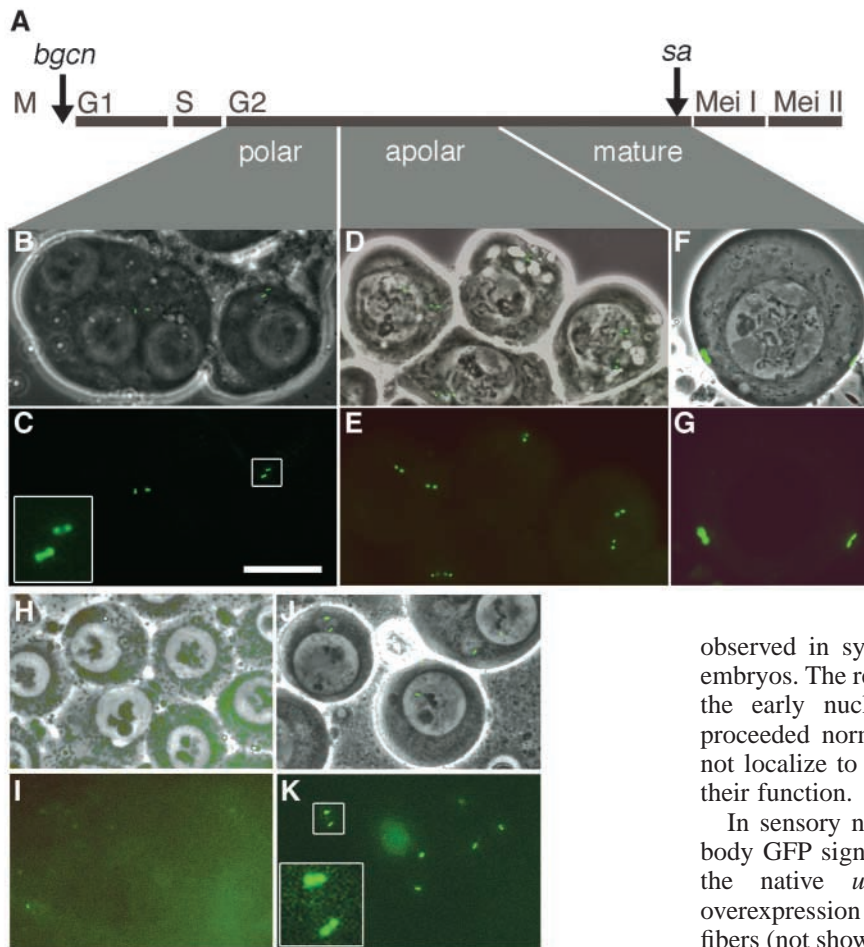 A
bgcn
sa
M G1 S G2 Mei I Mei II
polar apolar mature
B D F
C E G
H J
I K
observed in sy
embryos. The re
the early nucl
proceeded norr
not localize to
their function.
In sensory n
body GFP sign
the native u
overexpression
fibers (not show